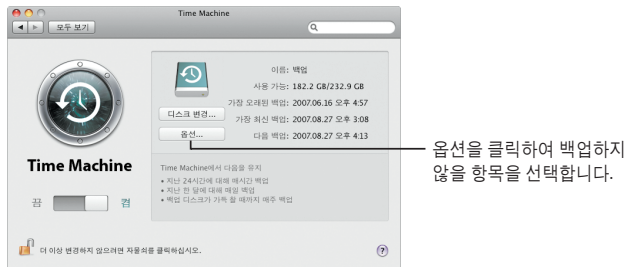 Time Machine
모두 보기
이름: 백업
사용 가능: 182.2 GB/232.9 GB
가장 오래된 백업: 2007.06.16 오후 4:57
디스크 변경...
가장 최신 백업: 2007.08.27 오후 3:08
옵션...
다음 백업: 2007.08.27 오후 4:13
Time Machine
끔
켬
Time Machine에서 다음을 유지
• 지난 24시간에 대해 매시간 백업
• 지난 한 달에 대해 매일 백업
• 백업 디스크가 가득 찰 때까지 매주 백업
더 이상 변경하지 않으려면 자물쇠를 클릭하십시오.
?
옵션을 클릭하여 백업하지
않을 항목을 선택합니다.